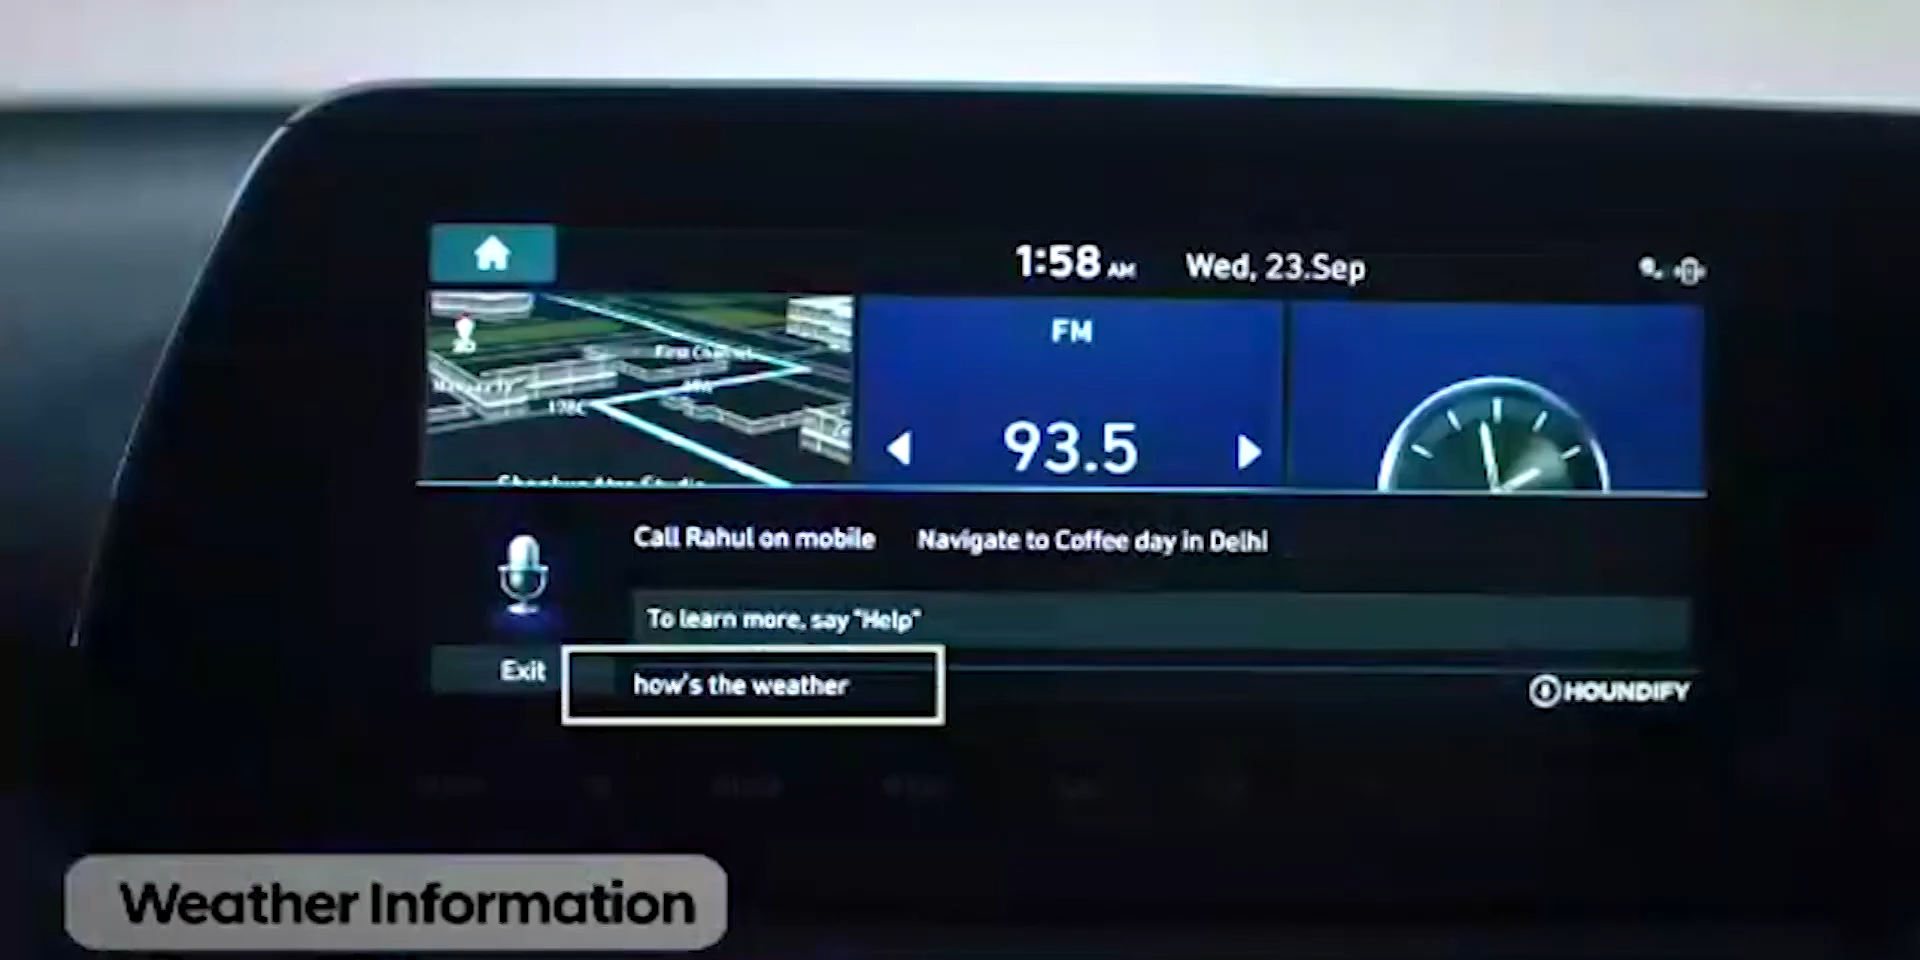 1:58 AM Wed, 23.Sep
FM
93.5
178C
Call Rahul on mobile Navigate to Coffee day in Delhi
To learn more, say "Help"
Exit
how's the weather
HOUNDIFY
Weather Information